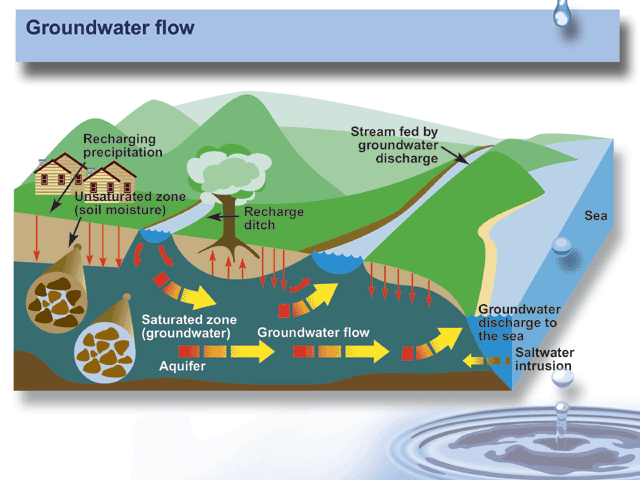 Groundwater flow
Recharging
precipitation
Stream fed by
groundwater
discharge
Unsaturated zone
(soil moisture)
Recharge
ditch
Sea
Saturated zone
(groundwater)
Groundwater flow
Groundwater
discharge to
the sea
Aquifer
Saltwater
intrusion